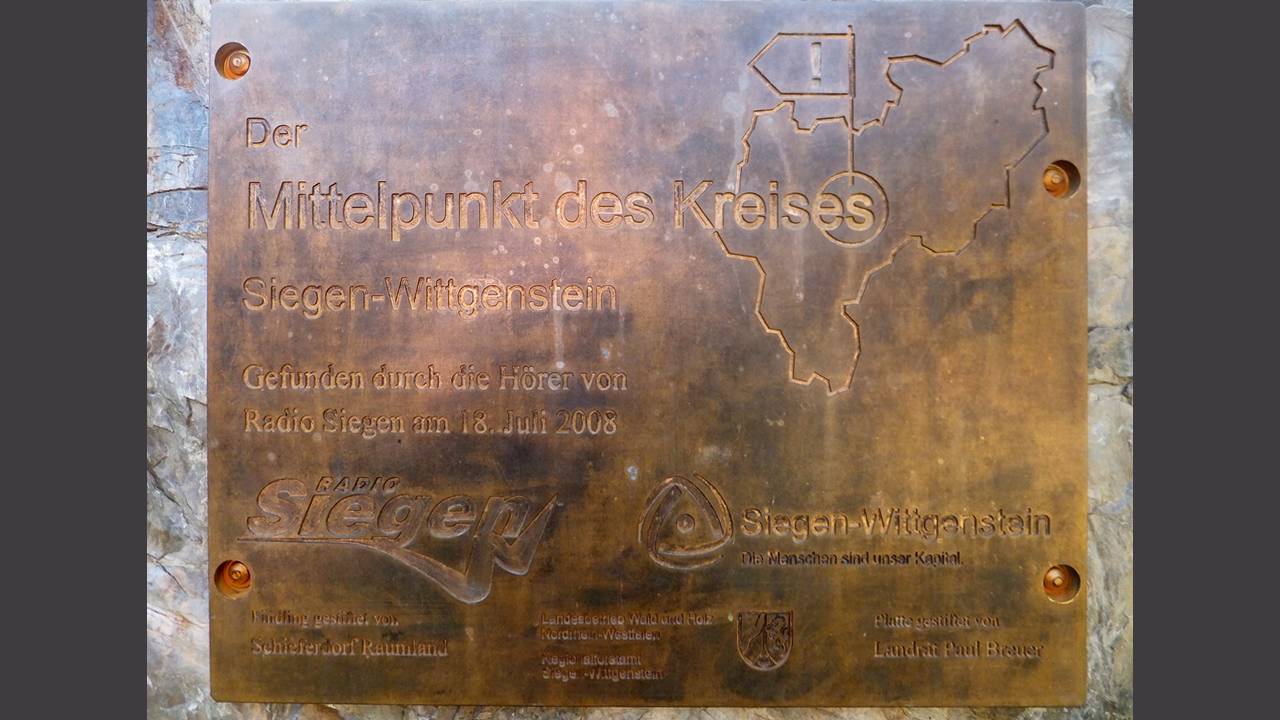 !
Der
Mittelpunkt des Kreises
Siegen-Wittgenstein
Gefunden durch die Hörer von
Radio Siegen am 18. Juli 2008
RADIO
Siegen
Siegen-Wittgenstein
Die Menschen sind unser Kapital.
Findling gestiftet von
Schieferdorf Raumland
Landesbetrieb Wald und Holz
Nordrhein-Westfalen
Regionalforstamt
Siegen-Wittgenstein
Platte gestiftet von
Landrat Paul Breuer